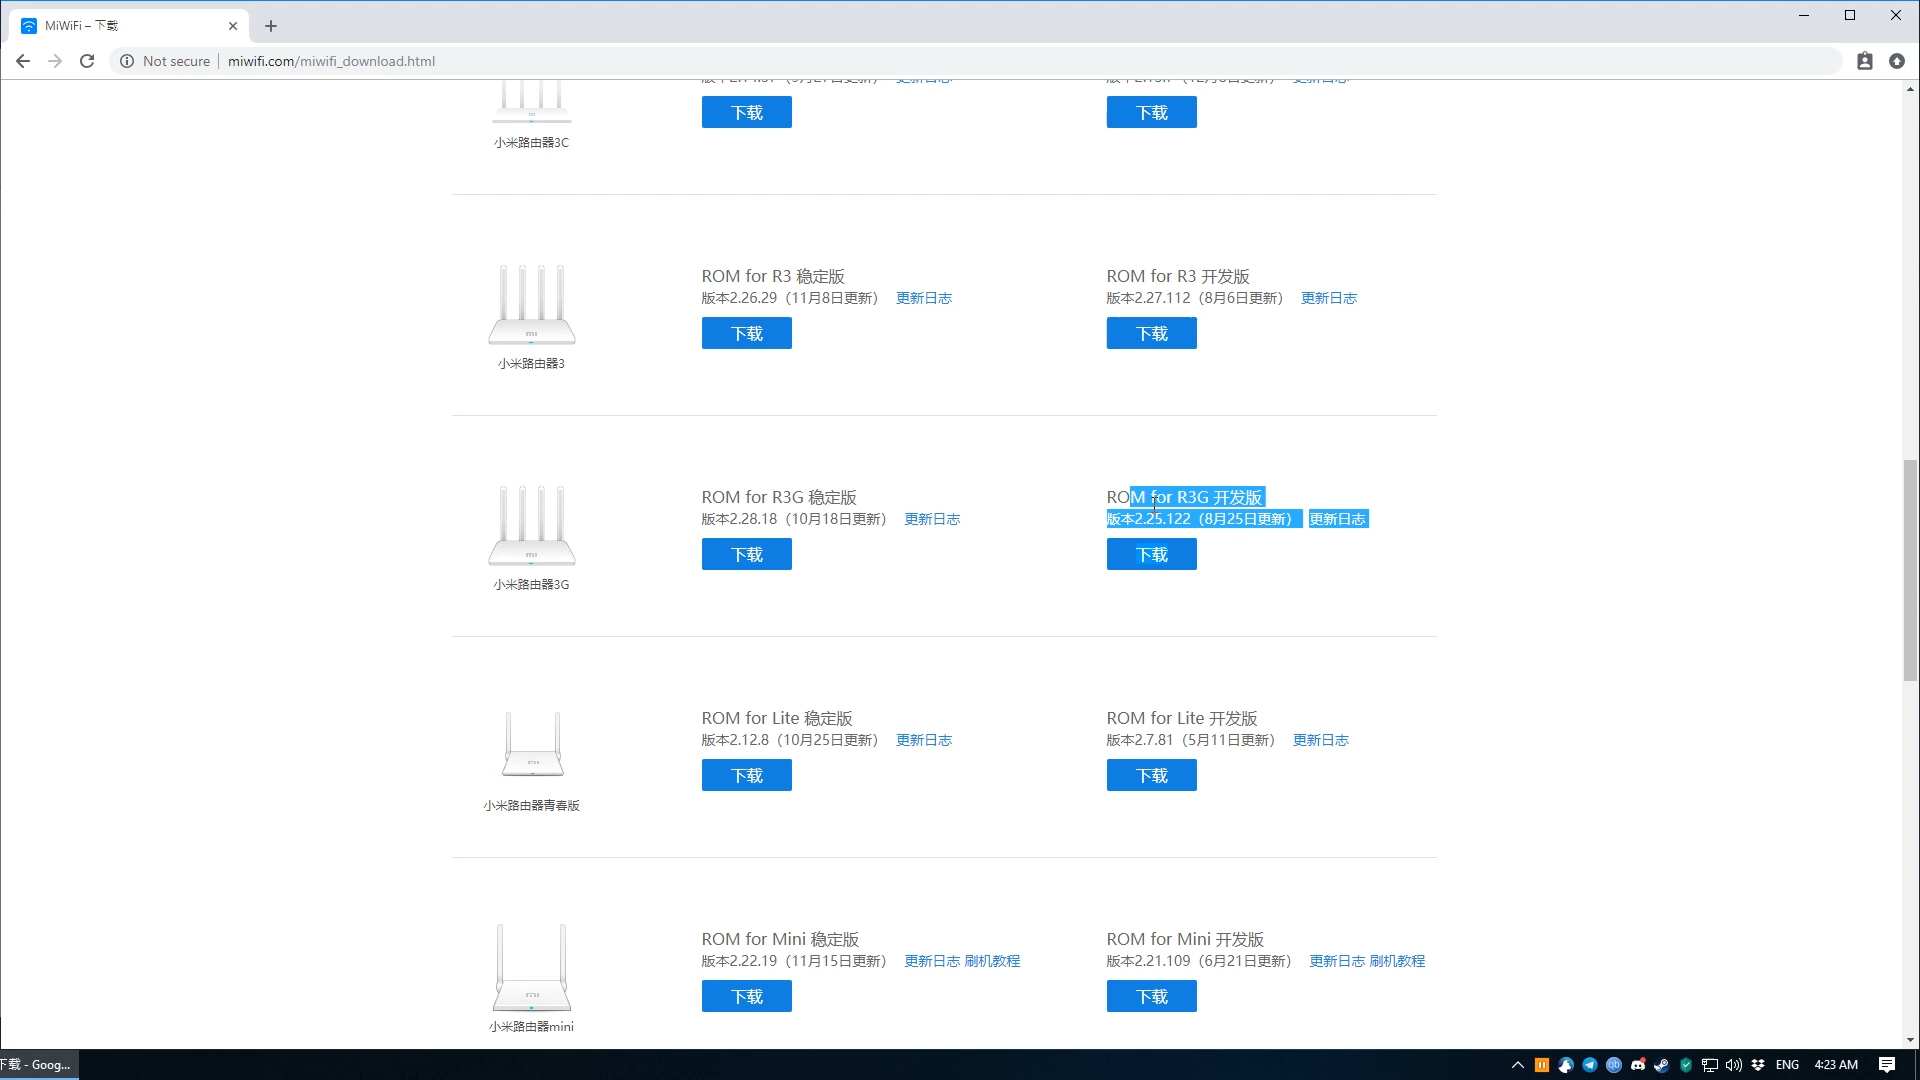 MiWiFi – 下载
Not secure
miwifi.com/miwifi_download.html
更新日志
更新日志
下载
下载
小米路由器3C
ROM for R3 稳定版
版本2.26.29（11月8日更新） 更新日志
下载
ROM for R3 开发版
版本2.27.112（8月6日更新） 更新日志
下载
mi
小米路由器3
ROM for R3G 稳定版
版本2.28.18（10月18日更新） 更新日志
下载
ROM for R3G 开发版
版本2.25.122（8月25日更新） 更新日志
下载
mi
小米路由器3G
ROM for Lite 稳定版
版本2.12.8（10月25日更新） 更新日志
下载
ROM for Lite 开发版
版本2.7.81（5月11日更新） 更新日志
下载
mi
小米路由器青春版
ROM for Mini 稳定版
版本2.22.19（11月15日更新） 更新日志 刷机教程
下载
ROM for Mini 开发版
版本2.21.109（6月21日更新） 更新日志 刷机教程
下载
mi
小米路由器mini
下载 - Goog...
qb
ENG
4:23 AM